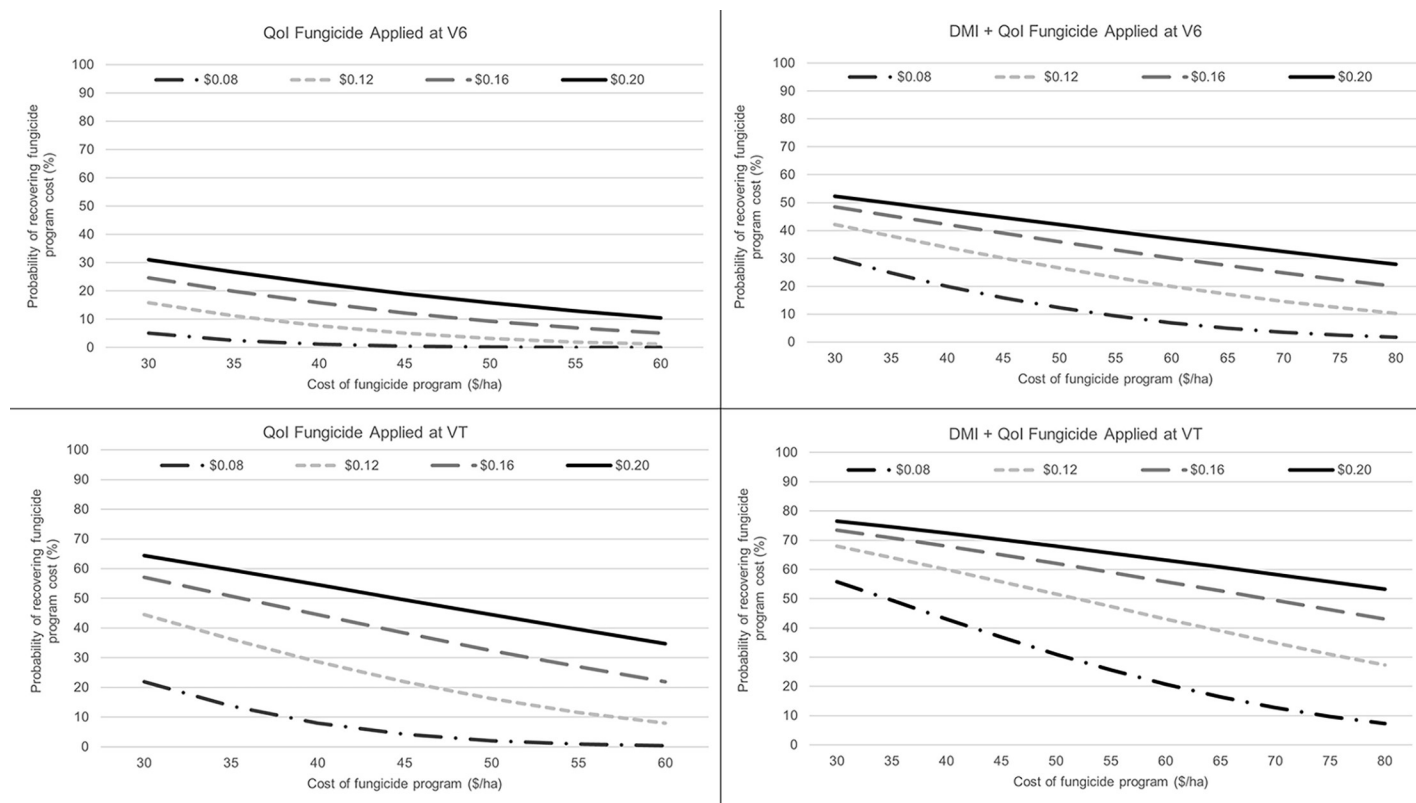 QoI Fungicide Applied at V6
$0.08 $0.12 $0.16 $0.20
100
90
80
70
60
50
40
30
20
10
0
Probability of recovering fungicide
program cost (%)
30 35 40 45 50 55 60
Cost of fungicide program ($/ha)
DMI + QoI Fungicide Applied at V6
$0.08 $0.12 $0.16 $0.20
100
90
80
70
60
50
40
30
20
10
0
Probability of recovering fungicide
program cost (%)
30 35 40 45 50 55 60 65 70 75 80
Cost of fungicide program ($/ha)
QoI Fungicide Applied at VT
$0.08 $0.12 $0.16 $0.20
100
90
80
70
60
50
40
30
20
10
0
Probability of recovering fungicide
program cost (%)
30 35 40 45 50 55 60
Cost of fungicide program ($/ha)
DMI + QoI Fungicide Applied at VT
$0.08 $0.12 $0.16 $0.20
100
90
80
70
60
50
40
30
20
10
0
Probability of recovering fungicide
program cost (%)
30 35 40 45 50 55 60 65 70 75 80
Cost of fungicide program ($/ha)